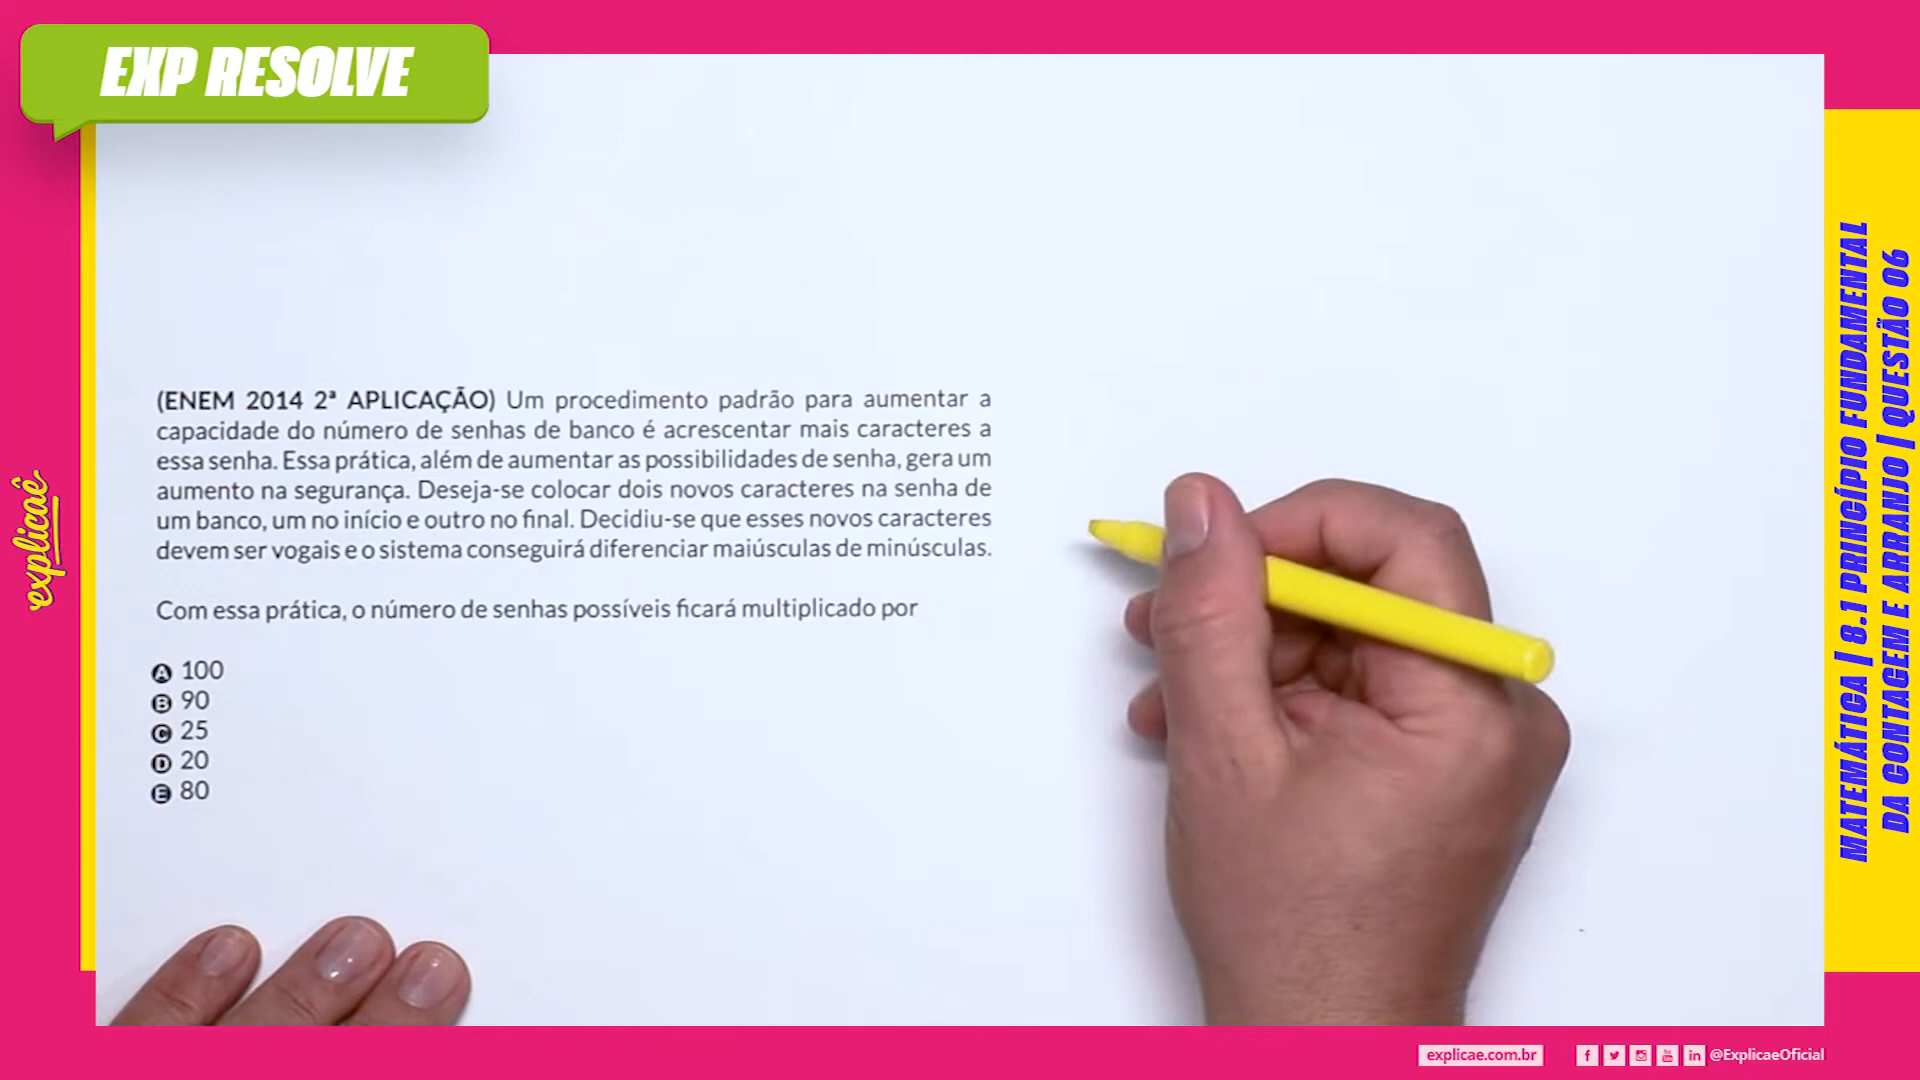 EXP RESOLVE
(ENEM 2014 2ª APLICAÇÃO) Um procedimento padrão para aumentar a
capacidade do número de senhas de banco é acrescentar mais caracteres a
essa senha. Essa prática, além de aumentar as possibilidades de senha, gera um
aumento na segurança. Deseja-se colocar dois novos caracteres na senha de
um banco, um no início e outro no final. Decidiu-se que esses novos caracteres
devem ser vogais e o sistema conseguirá diferenciar maiúsculas de minúsculas.
Com essa prática, o número de senhas possíveis ficará multiplicado por
A 100
B 90
C 25
D 20
E 80
explicaê
MATEMÁTICA | 8.1 PRINCÍPIO FUNDAMENTAL
DA CONTAGEM E ARRANJO | QUESTÃO 06
explicae.com.br
@ExplicaeOficial